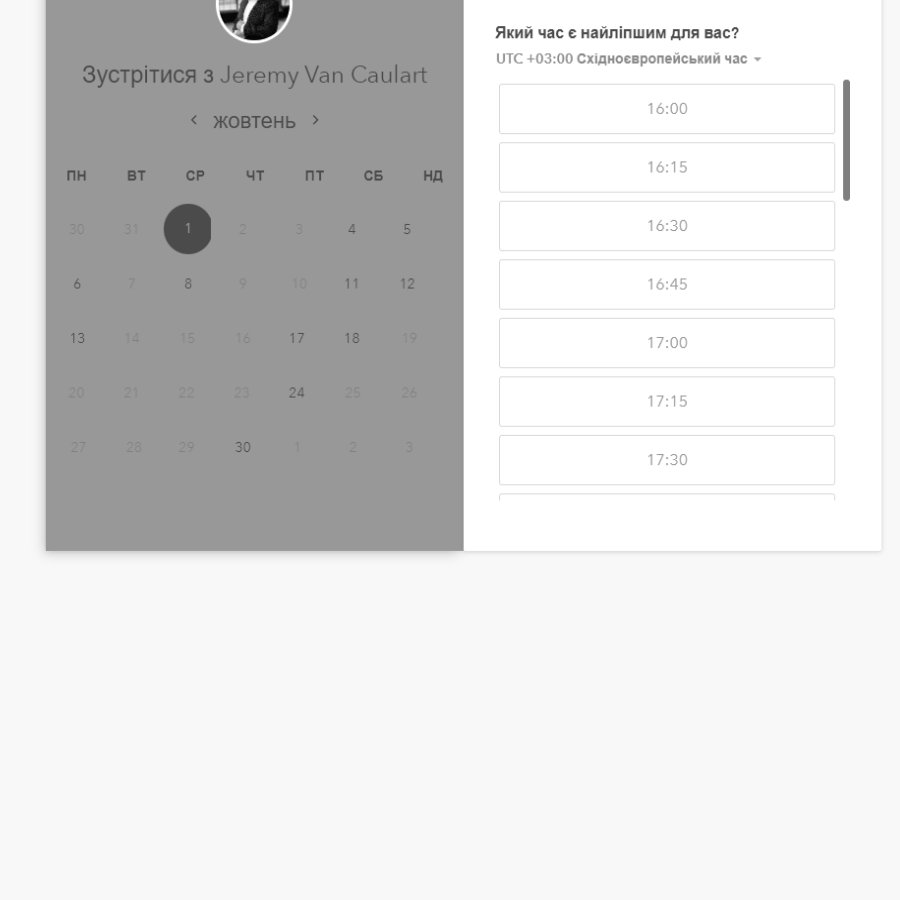 Зустрітися з Jeremy Van Caulart
жовтень
ПН ВТ СР ЧТ ПТ СБ НД
30 31 1 2 3 4 5
6 7 8 9 10 11 12
13 14 15 16 17 18 19
20 21 22 23 24 25 26
27 28 29 30 1 2 3
Який час є найліпшим для вас?
UTC +03:00 Східноєвропейський час
16:00
16:15
16:30
16:45
17:00
17:15
17:30